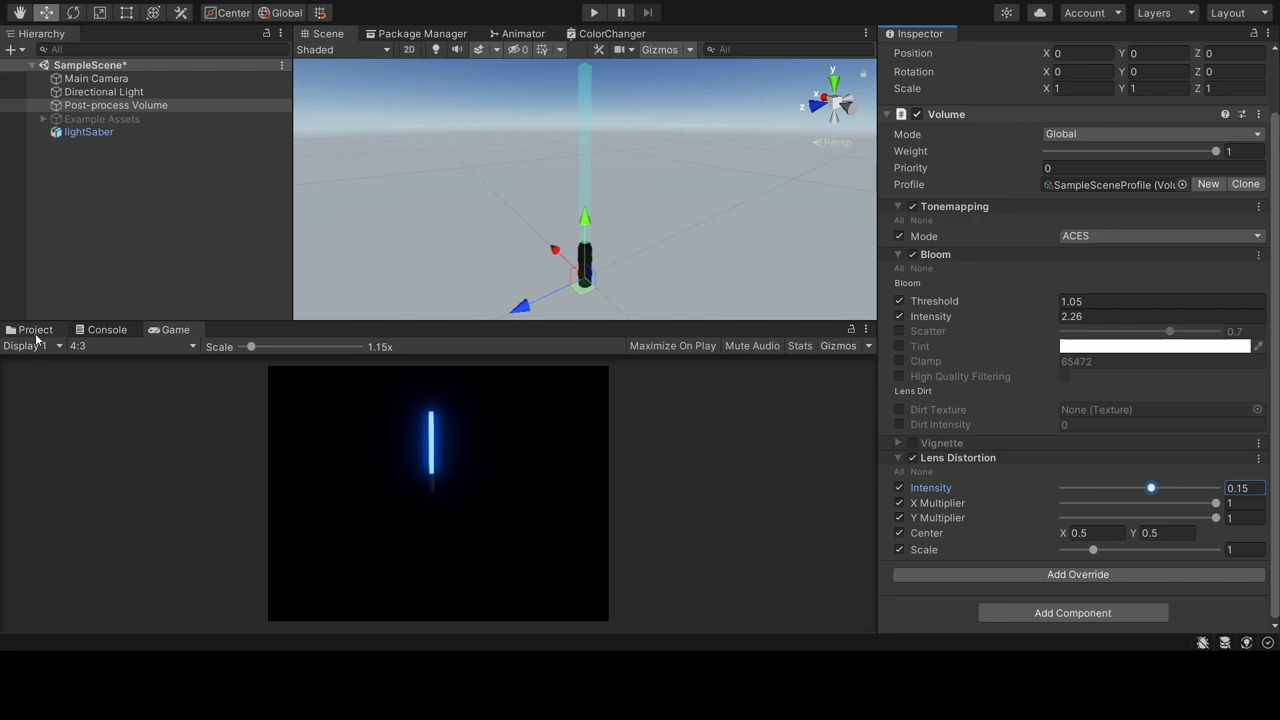 Center Global Account Layers Layout
Hierarchy Scene Package Manager Animator ColorChanger Inspector
All Shaded 2D 0 Gizmos All
SampleScene*
Main Camera
Directional Light
Post-process Volume
Example Assets
lightSaber
y
x
z
Persp
Position X 0 Y 0 Z 0
Rotation X 0 Y 0 Z 0
Scale X 1 Y 1 Z 1
# Volume
Mode Global
Weight 1
Priority 0
Profile SampleSceneProfile (Volu New Clone
Tonemapping
All None
Mode ACES
Bloom
All None
Bloom
Threshold 1.05
Intensity 2.26
Scatter 0.7
Tint
Clamp 65472
High Quality Filtering
Lens Dirt
Dirt Texture None (Texture)
Dirt Intensity 0
Vignette
Lens Distortion
All None
Intensity 0.15
X Multiplier 1
Y Multiplier 1
Center X 0.5 Y 0.5
Scale 1
Add Override
Add Component
Project Console Game
Display 1 4:3 Scale 1.15x Maximize On Play Mute Audio Stats Gizmos